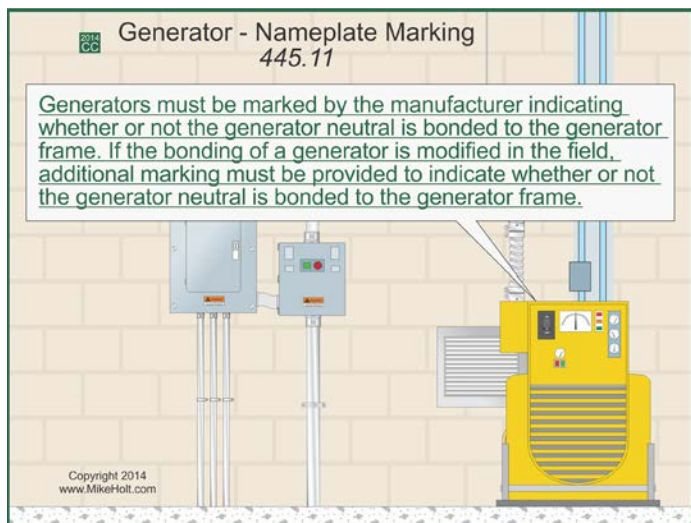 2014
CC
Generator - Nameplate Marking
445.11
Generators must be marked by the manufacturer indicating
whether or not the generator neutral is bonded to the generator
frame. If the bonding of a generator is modified in the field,
additional marking must be provided to indicate whether or not
the generator neutral is bonded to the generator frame.
Copyright 2014
www.MikeHolt.com